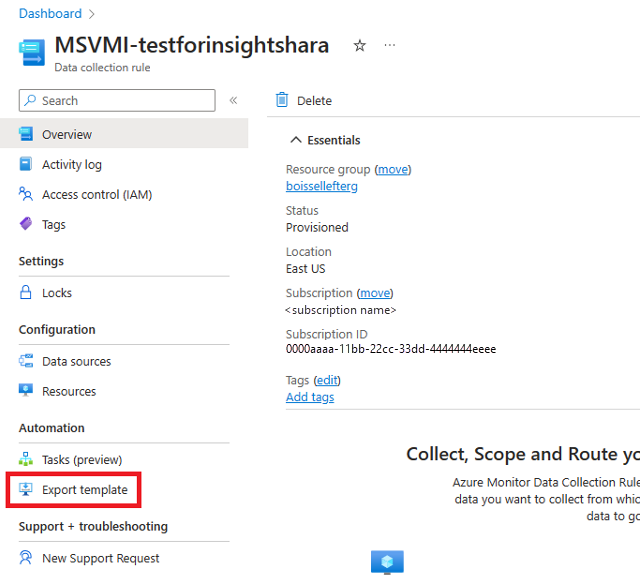 Dashboard
MSVMI-testforinsightshara
Data collection rule
Search
Overview
Activity log
Access control (IAM)
Tags
Settings
Locks
Configuration
Data sources
Resources
Automation
Tasks (preview)
Export template
Support + troubleshooting
New Support Request
Delete
Essentials
Resource group (move)
boissellefterg
Status
Provisioned
Location
East US
Subscription (move)
<subscription name>
Subscription ID
0000aaaa-11bb-22cc-33dd-4444444eeee
Tags (edit)
Add tags
Collect, Scope and Route yo
Azure Monitor Data Collection Rule
data you want to collect from whic
data to go